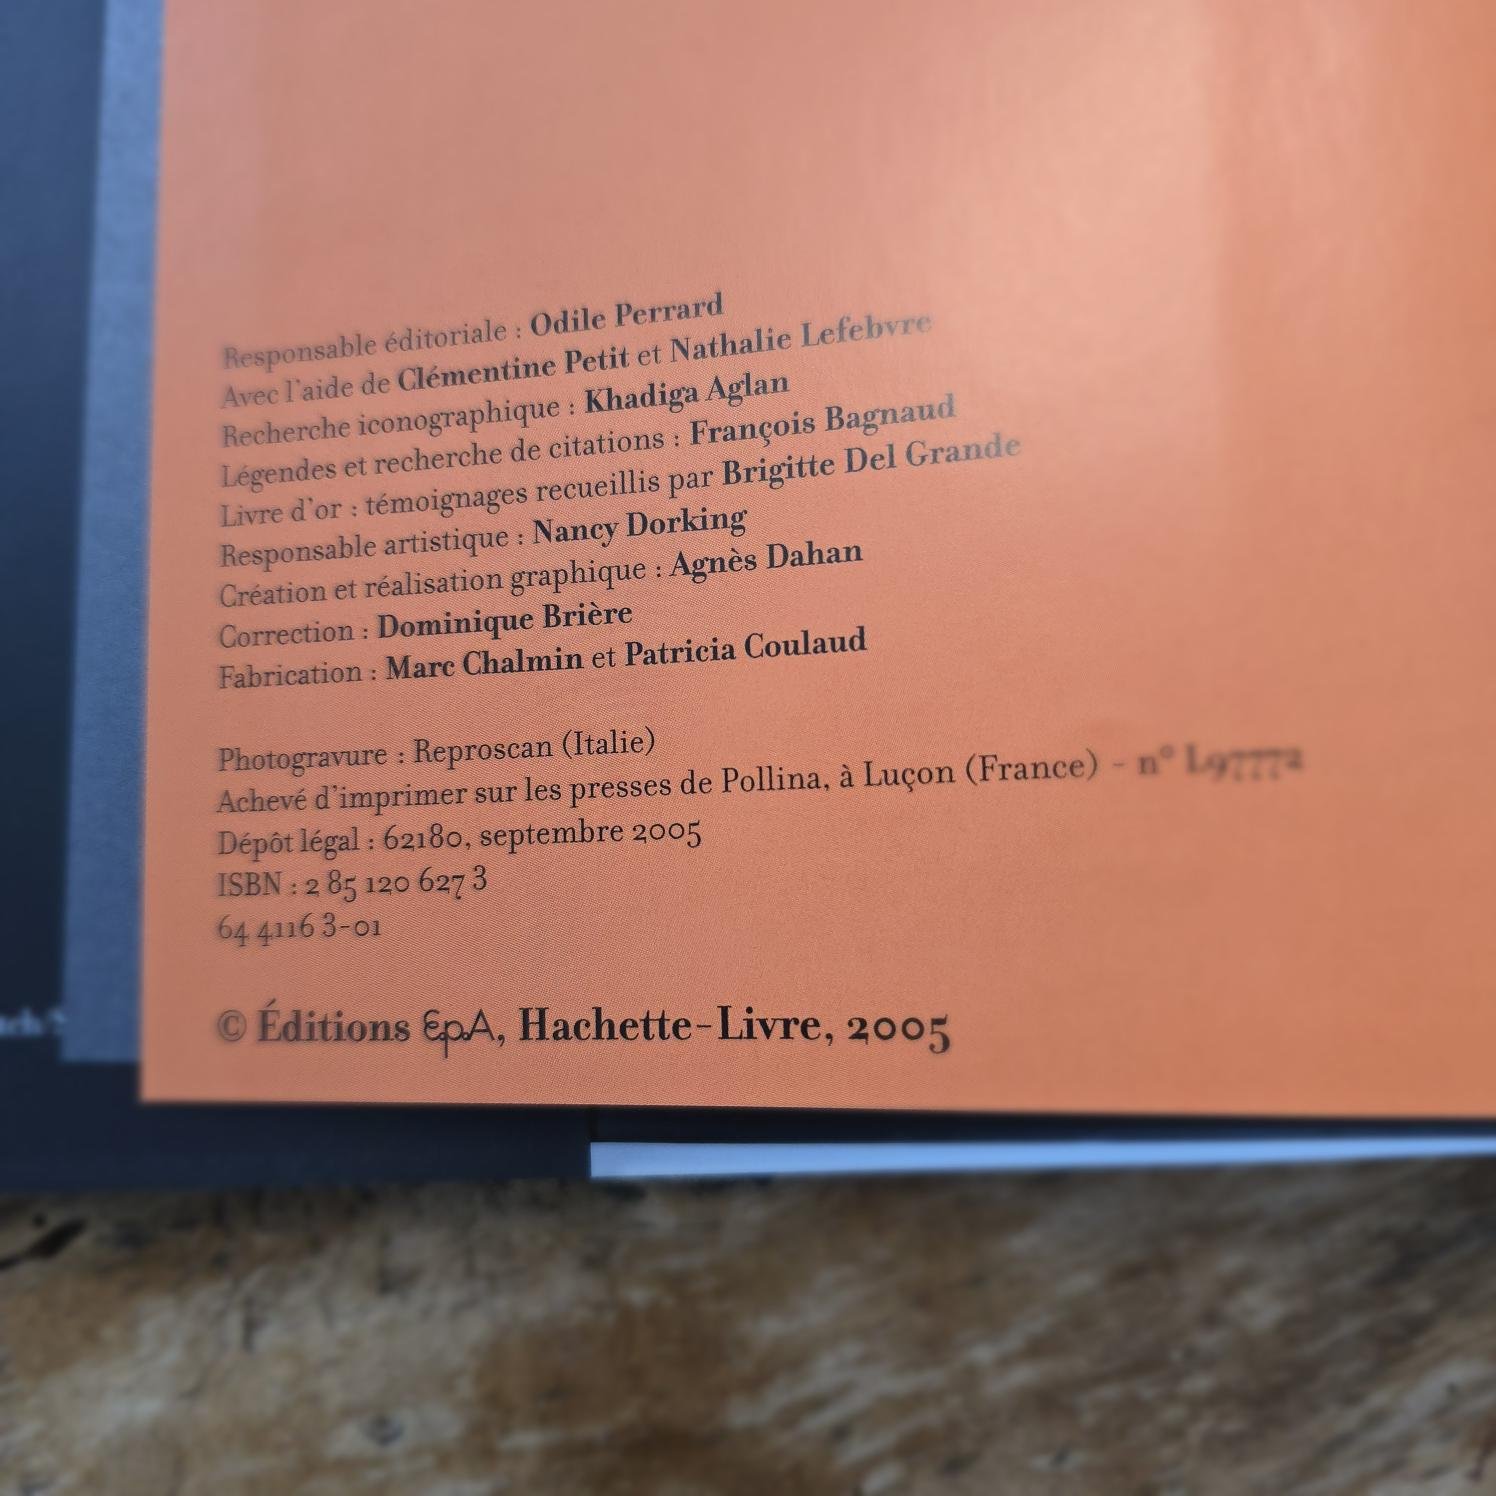 Responsable éditoriale : Odile Perrard
Avec l'aide de Clémentine Petit et Nathalie Lefebvre
Recherche iconographique : Khadiga Aglan
Légendes et recherche de citations : François Bagnaud
Livre d'or : témoignages recueillis par Brigitte Del Grande
Responsable artistique : Nancy Dorking
Création et réalisation graphique : Agnès Dahan
Correction : Dominique Brière
Fabrication : Marc Chalmin et Patricia Coulaud
Photogravure : Reproscan (Italie)
Achevé d'imprimer sur les presses de Pollina, à Luçon (France) - n° L97772
Dépôt légal : 62180, septembre 2005
ISBN : 2 85 120 627 3
64 4116 3-01
© Éditions EpA, Hachette-Livre, 2005